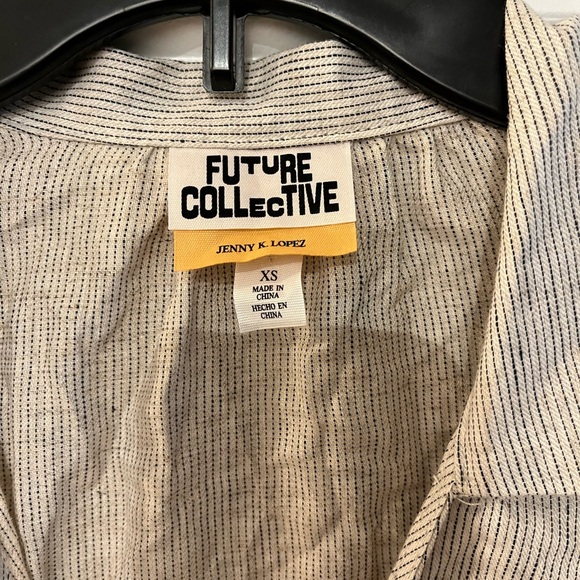 FUTURE
COLLECTIVE
JENNY K. LOPEZ
XS
MADE IN
CHINA
HECHO EN
CHINA